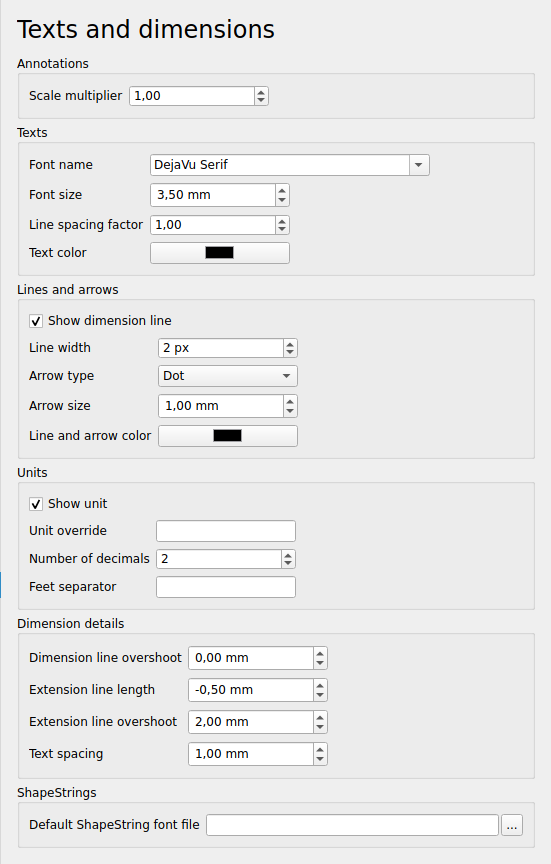 Texts and dimensions
Annotations
Scale multiplier 1,00
Texts
Font name DejaVu Serif
Font size 3,50 mm
Line spacing factor 1,00
Text color
Lines and arrows
Show dimension line
Line width 2 px
Arrow type Dot
Arrow size 1,00 mm
Line and arrow color
Units
Show unit
Unit override
Number of decimals 2
Feet separator
Dimension details
Dimension line overshoot 0,00 mm
Extension line length -0,50 mm
Extension line overshoot 2,00 mm
Text spacing 1,00 mm
ShapeStrings
Default ShapeString font file ...